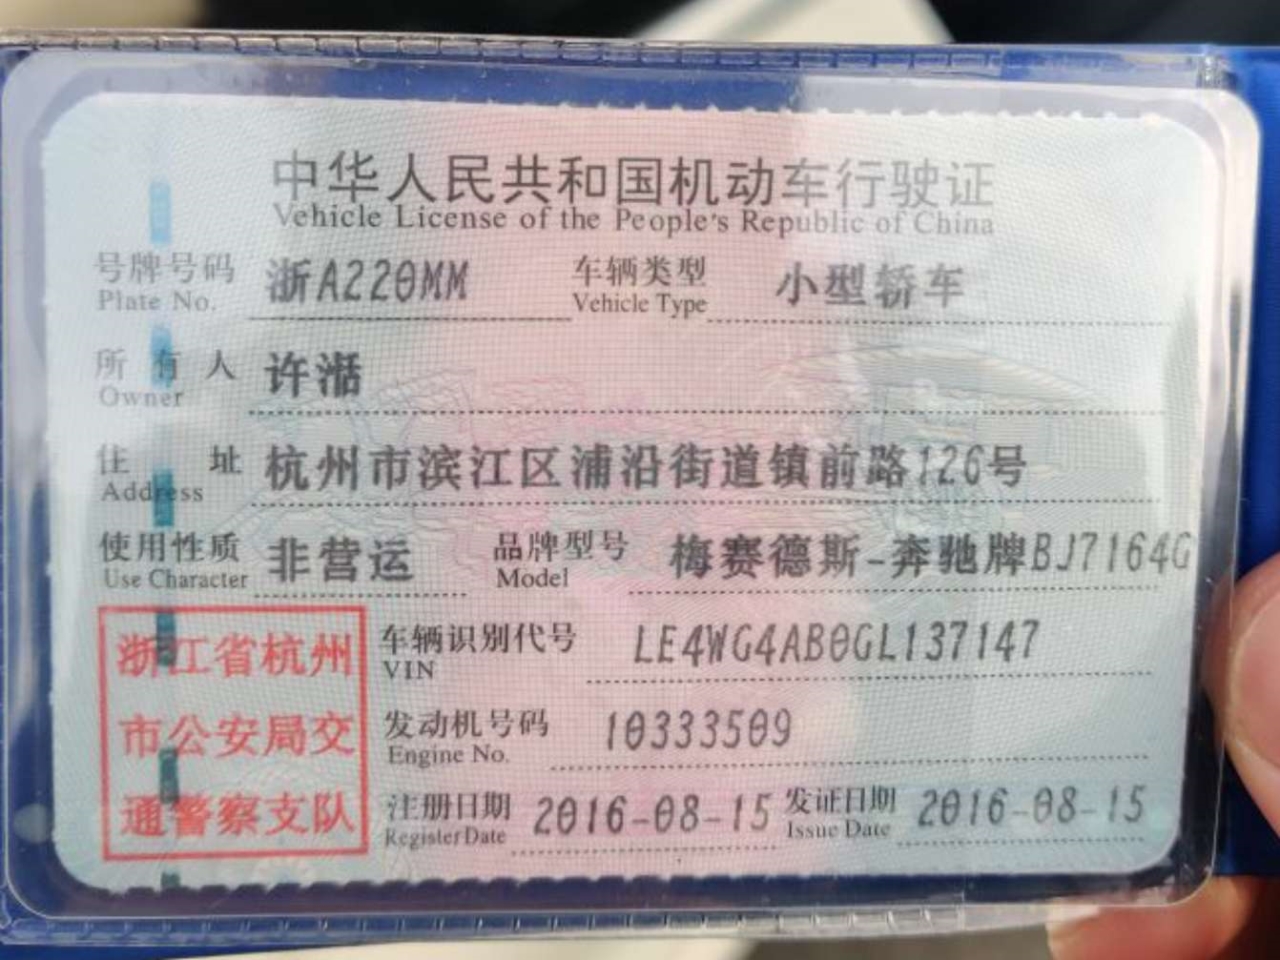 中华人民共和国机动车行驶证
Vehicle License of the People's Republic of China
号牌号码 浙A220MM 车辆类型 小型轿车
Plate No. Vehicle Type
所有人 许湉
Owner
住址 杭州市滨江区浦沿街道镇前路126号
Address
使用性质 非营运 品牌型号 梅赛德斯-奔驰牌BJ7164G
Use Character Model
浙江省杭州
市公安局交
通警察支队
车辆识别代号 LE4WG4AB0GL137147
VIN
发动机号码 10333509
Engine No.
注册日期 2016-08-15 发证日期 2016-08-15
Register Date Issue Date